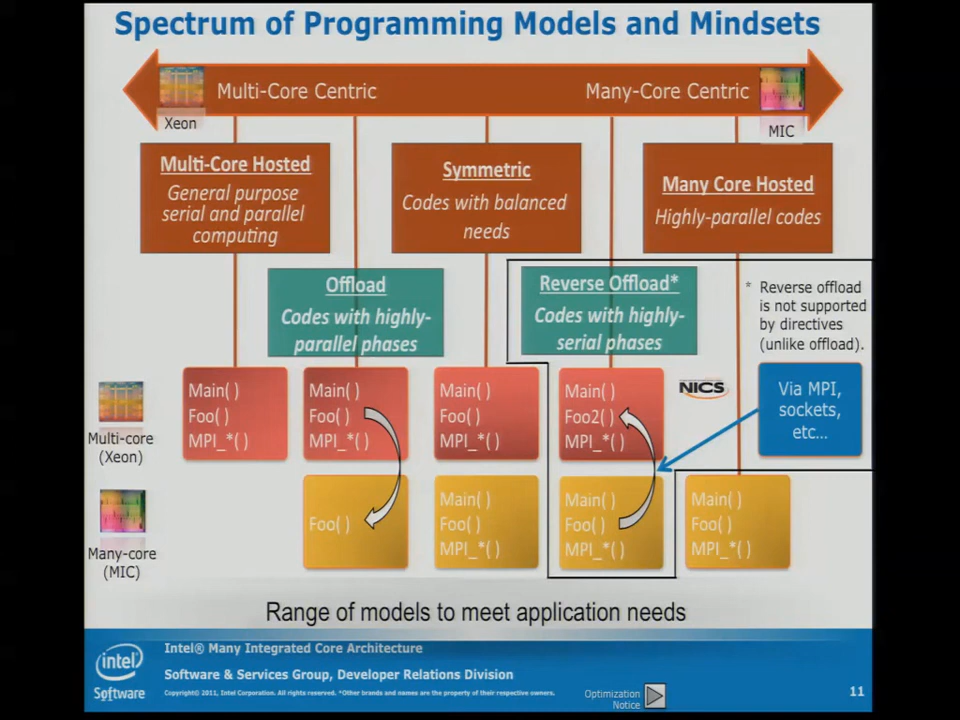 Spectrum of Programming Models and Mindsets
Multi-Core Centric
Many-Core Centric
Xeon
MIC
Multi-Core Hosted
General purpose
serial and parallel
computing
Symmetric
Codes with balanced
needs
Many Core Hosted
Highly-parallel codes
Offload
Codes with highly-
parallel phases
Reverse Offload*
Codes with highly-
serial phases
* Reverse offload
is not supported
by directives
(unlike offload).
Multi-core
(Xeon)
Main( )
Foo( )
MPI_*( )
Main( )
Foo( )
MPI_*( )
Main( )
Foo( )
MPI_*( )
Main( )
Foo2( )
MPI_*( )
NICS
Via MPI,
sockets,
etc...
Many-core
(MIC)
Foo( )
Main( )
Foo( )
MPI_*( )
Main( )
Foo( )
MPI_*( )
Main( )
Foo( )
MPI_*( )
Range of models to meet application needs
intel
Software
Intel® Many Integrated Core Architecture
Software & Services Group, Developer Relations Division
Copyright© 2011, Intel Corporation. All rights reserved. *Other brands and names are the property of their respective owners.
Optimization
Notice
11